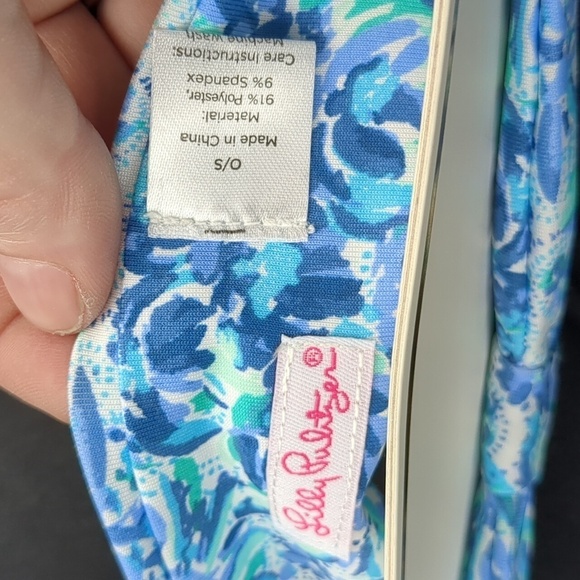 O/S
Made in China
Material:
91% Polyester,
9% Spandex
Care Instructions:
Machine wash
Lilly Pulitzer®